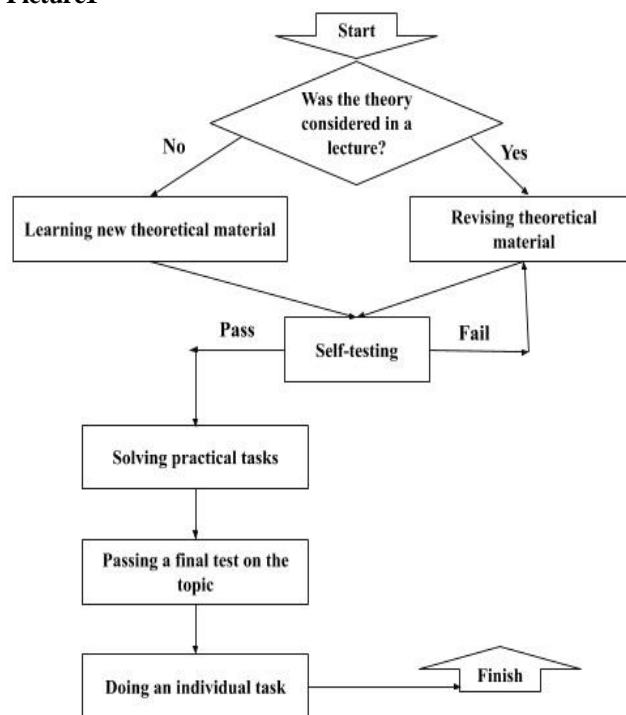 Picture1
Start
Was the theory
considered in a
lecture?
No
Yes
Learning new theoretical material
Revising theoretical
material
Pass
Self-testing
Fail
Solving practical tasks
Passing a final test on the
topic
Doing an individual task
Finish